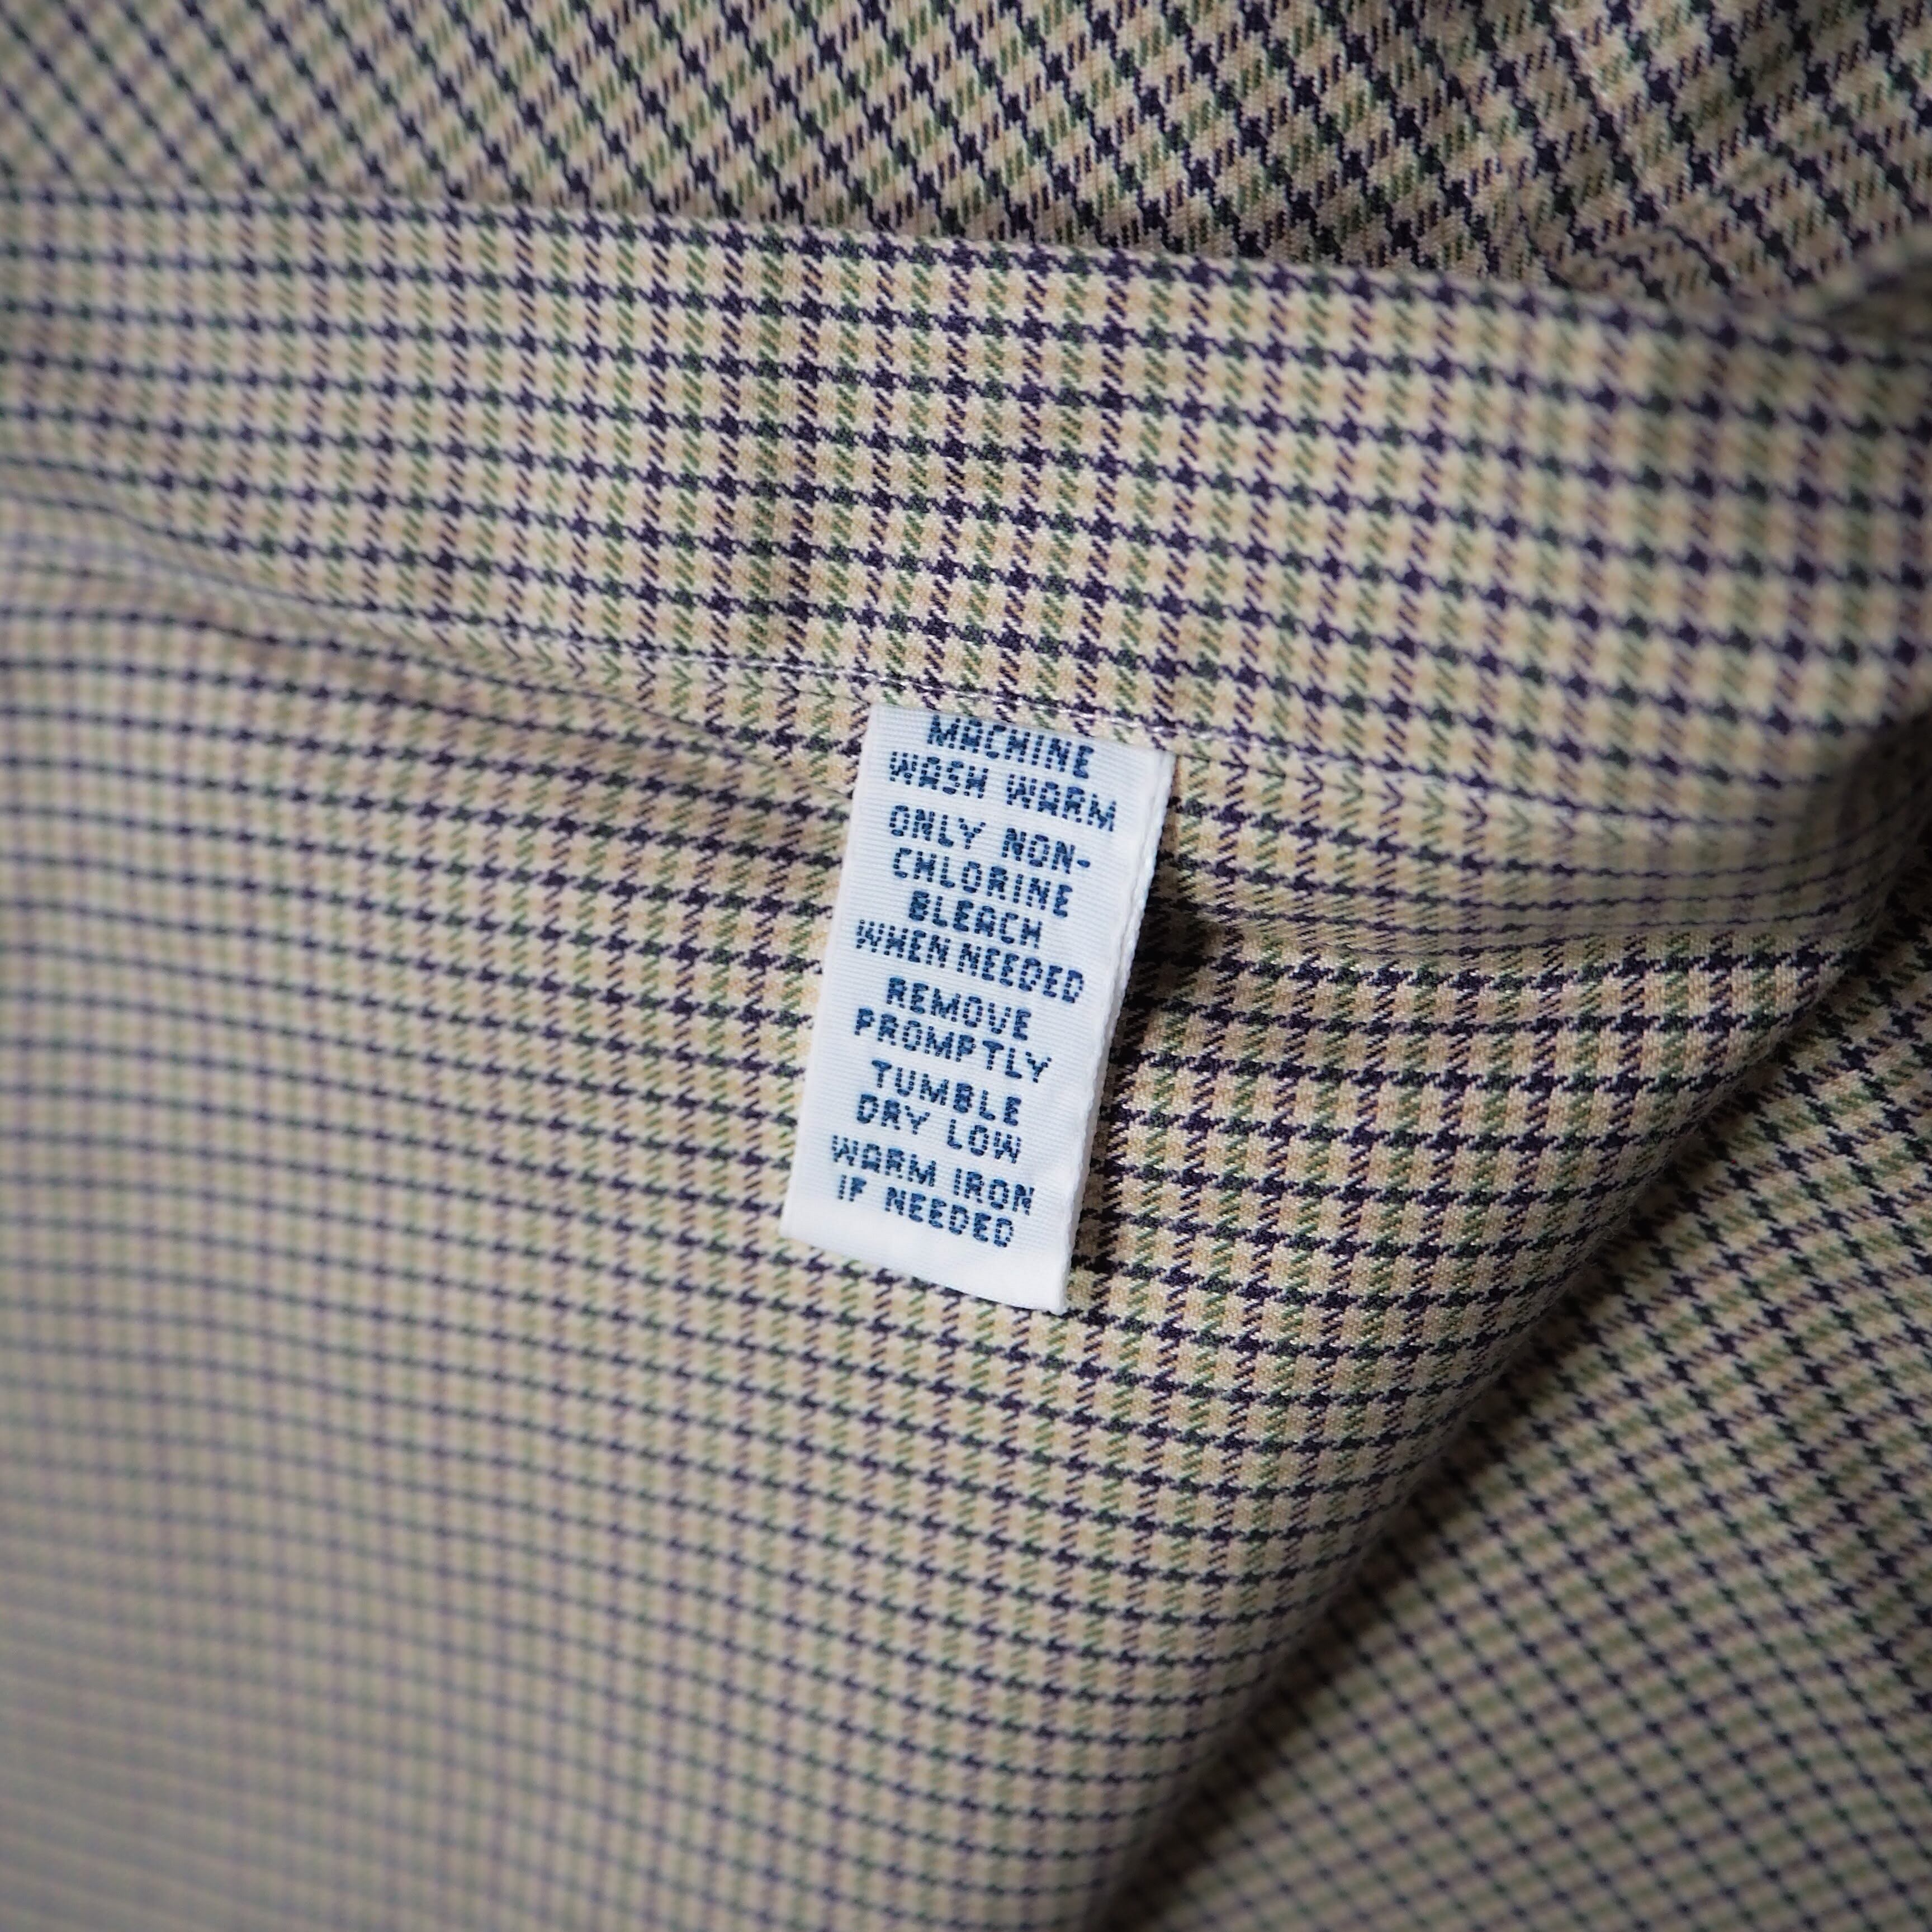 MACHINE
WASH WARM
ONLY NON-
CHLORINE
BLEACH
WHEN NEEDED
REMOVE
PROMPTLY
TUMBLE
DRY LOW
WARM IRON
IF NEEDED